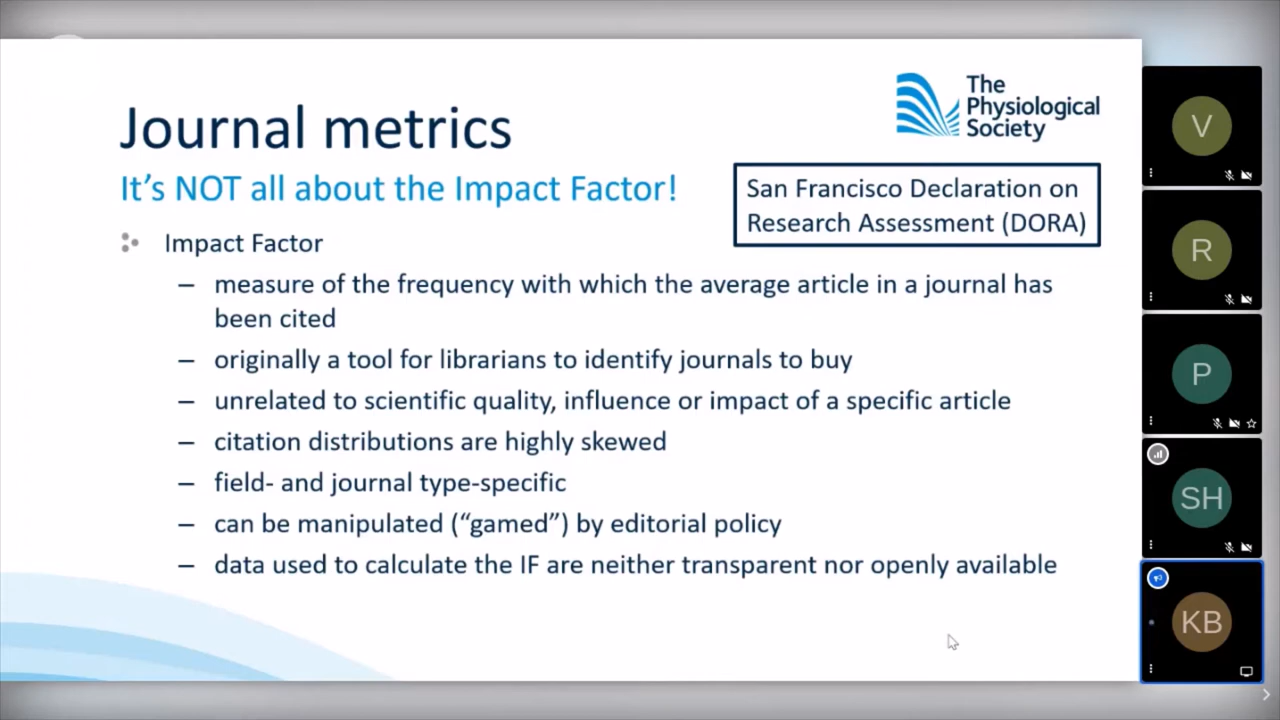 Journal metrics
It's NOT all about the Impact Factor!
The
Physiological
Society
San Francisco Declaration on
Research Assessment (DORA)
Impact Factor
– measure of the frequency with which the average article in a journal has
been cited
– originally a tool for librarians to identify journals to buy
– unrelated to scientific quality, influence or impact of a specific article
– citation distributions are highly skewed
– field- and journal type-specific
– can be manipulated (“gamed”) by editorial policy
– data used to calculate the IF are neither transparent nor openly available
V
R
P
SH
KB